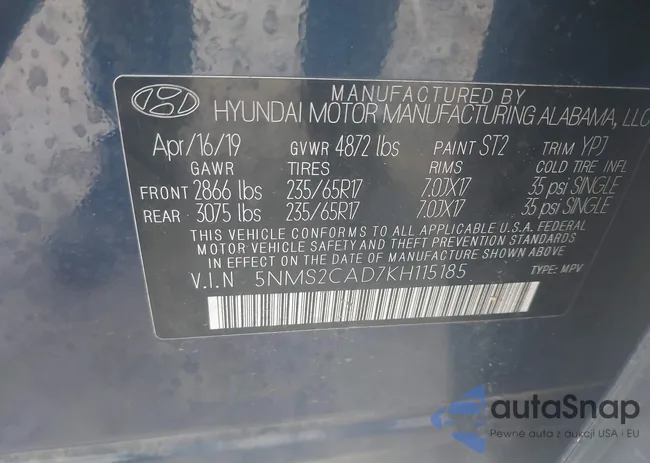 MANUFACTURED BY
HYUNDAI MOTOR MANUFACTURING ALABAMA, LLC
Apr/16/19 GVWR 4872 lbs PAINT ST2 TRIM YPJ
GAWR TIRES RIMS COLD TIRE INFL
FRONT 2866 lbs 235/65R17 7.0JX17 35 psi SINGLE
REAR 3075 lbs 235/65R17 7.0JX17 35 psi SINGLE
THIS VEHICLE CONFORMS TO ALL APPLICABLE U.S.A. FEDERAL
MOTOR VEHICLE SAFETY AND THEFT PREVENTION STANDARDS
IN EFFECT ON THE DATE OF MANUFACTURE SHOWN ABOVE
V.I.N 5NMS2CAD7KH115185 TYPE: MPV
autaSnap
Pewne auta z aukcji USA i EU